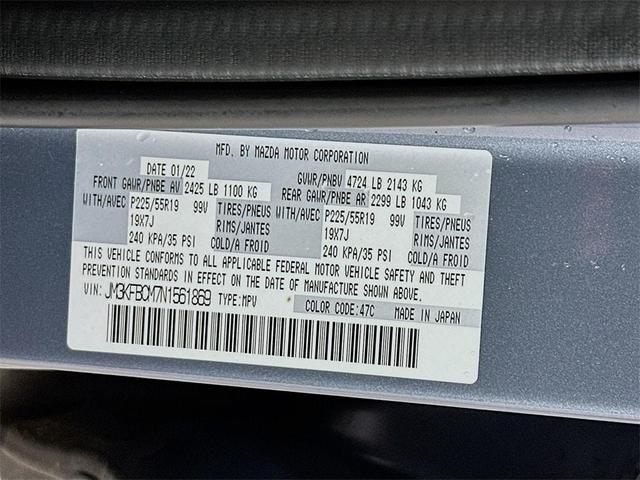 MFD. BY MAZDA MOTOR CORPORATION
DATE 01/22 GVWR/PNBV 4724 LB 2143 KG
FRONT GAWR/PNBE AV 2425 LB 1100 KG REAR GAWR/PNBE AR 2299 LB 1043 KG
WITH/AVEC P225/55R19 99V TIRES/PNEUS WITH/AVEC P225/55R19 99V TIRES/PNEUS
19X7J RIMS/JANTES 19X7J RIMS/JANTES
240 KPA/35 PSI COLD/A FROID 240 KPA/35 PSI COLD/A FROID
THIS VEHICLE CONFORMS TO ALL APPLICABLE FEDERAL MOTOR VEHICLE SAFETY AND THEFT
PREVENTION STANDARDS IN EFFECT ON THE DATE OF MANUFACTURE SHOWN ABOVE.
VIN: JM3KFBCM7N1561869 TYPE:MPV COLOR CODE:47C MADE IN JAPAN